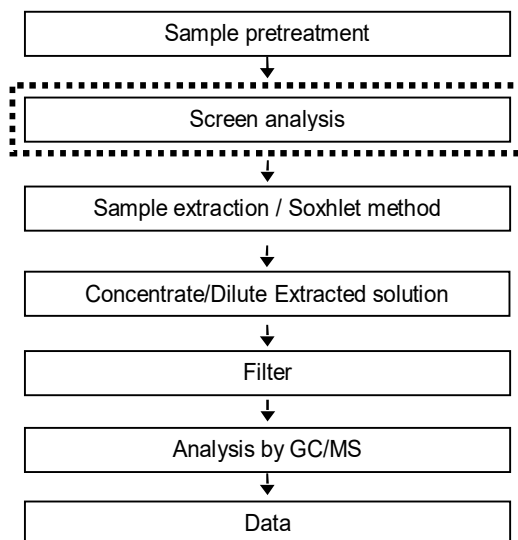 Sample pretreatment
Screen analysis
Sample extraction / Soxhlet method
Concentrate/Dilute Extracted solution
Filter
Analysis by GC/MS
Data